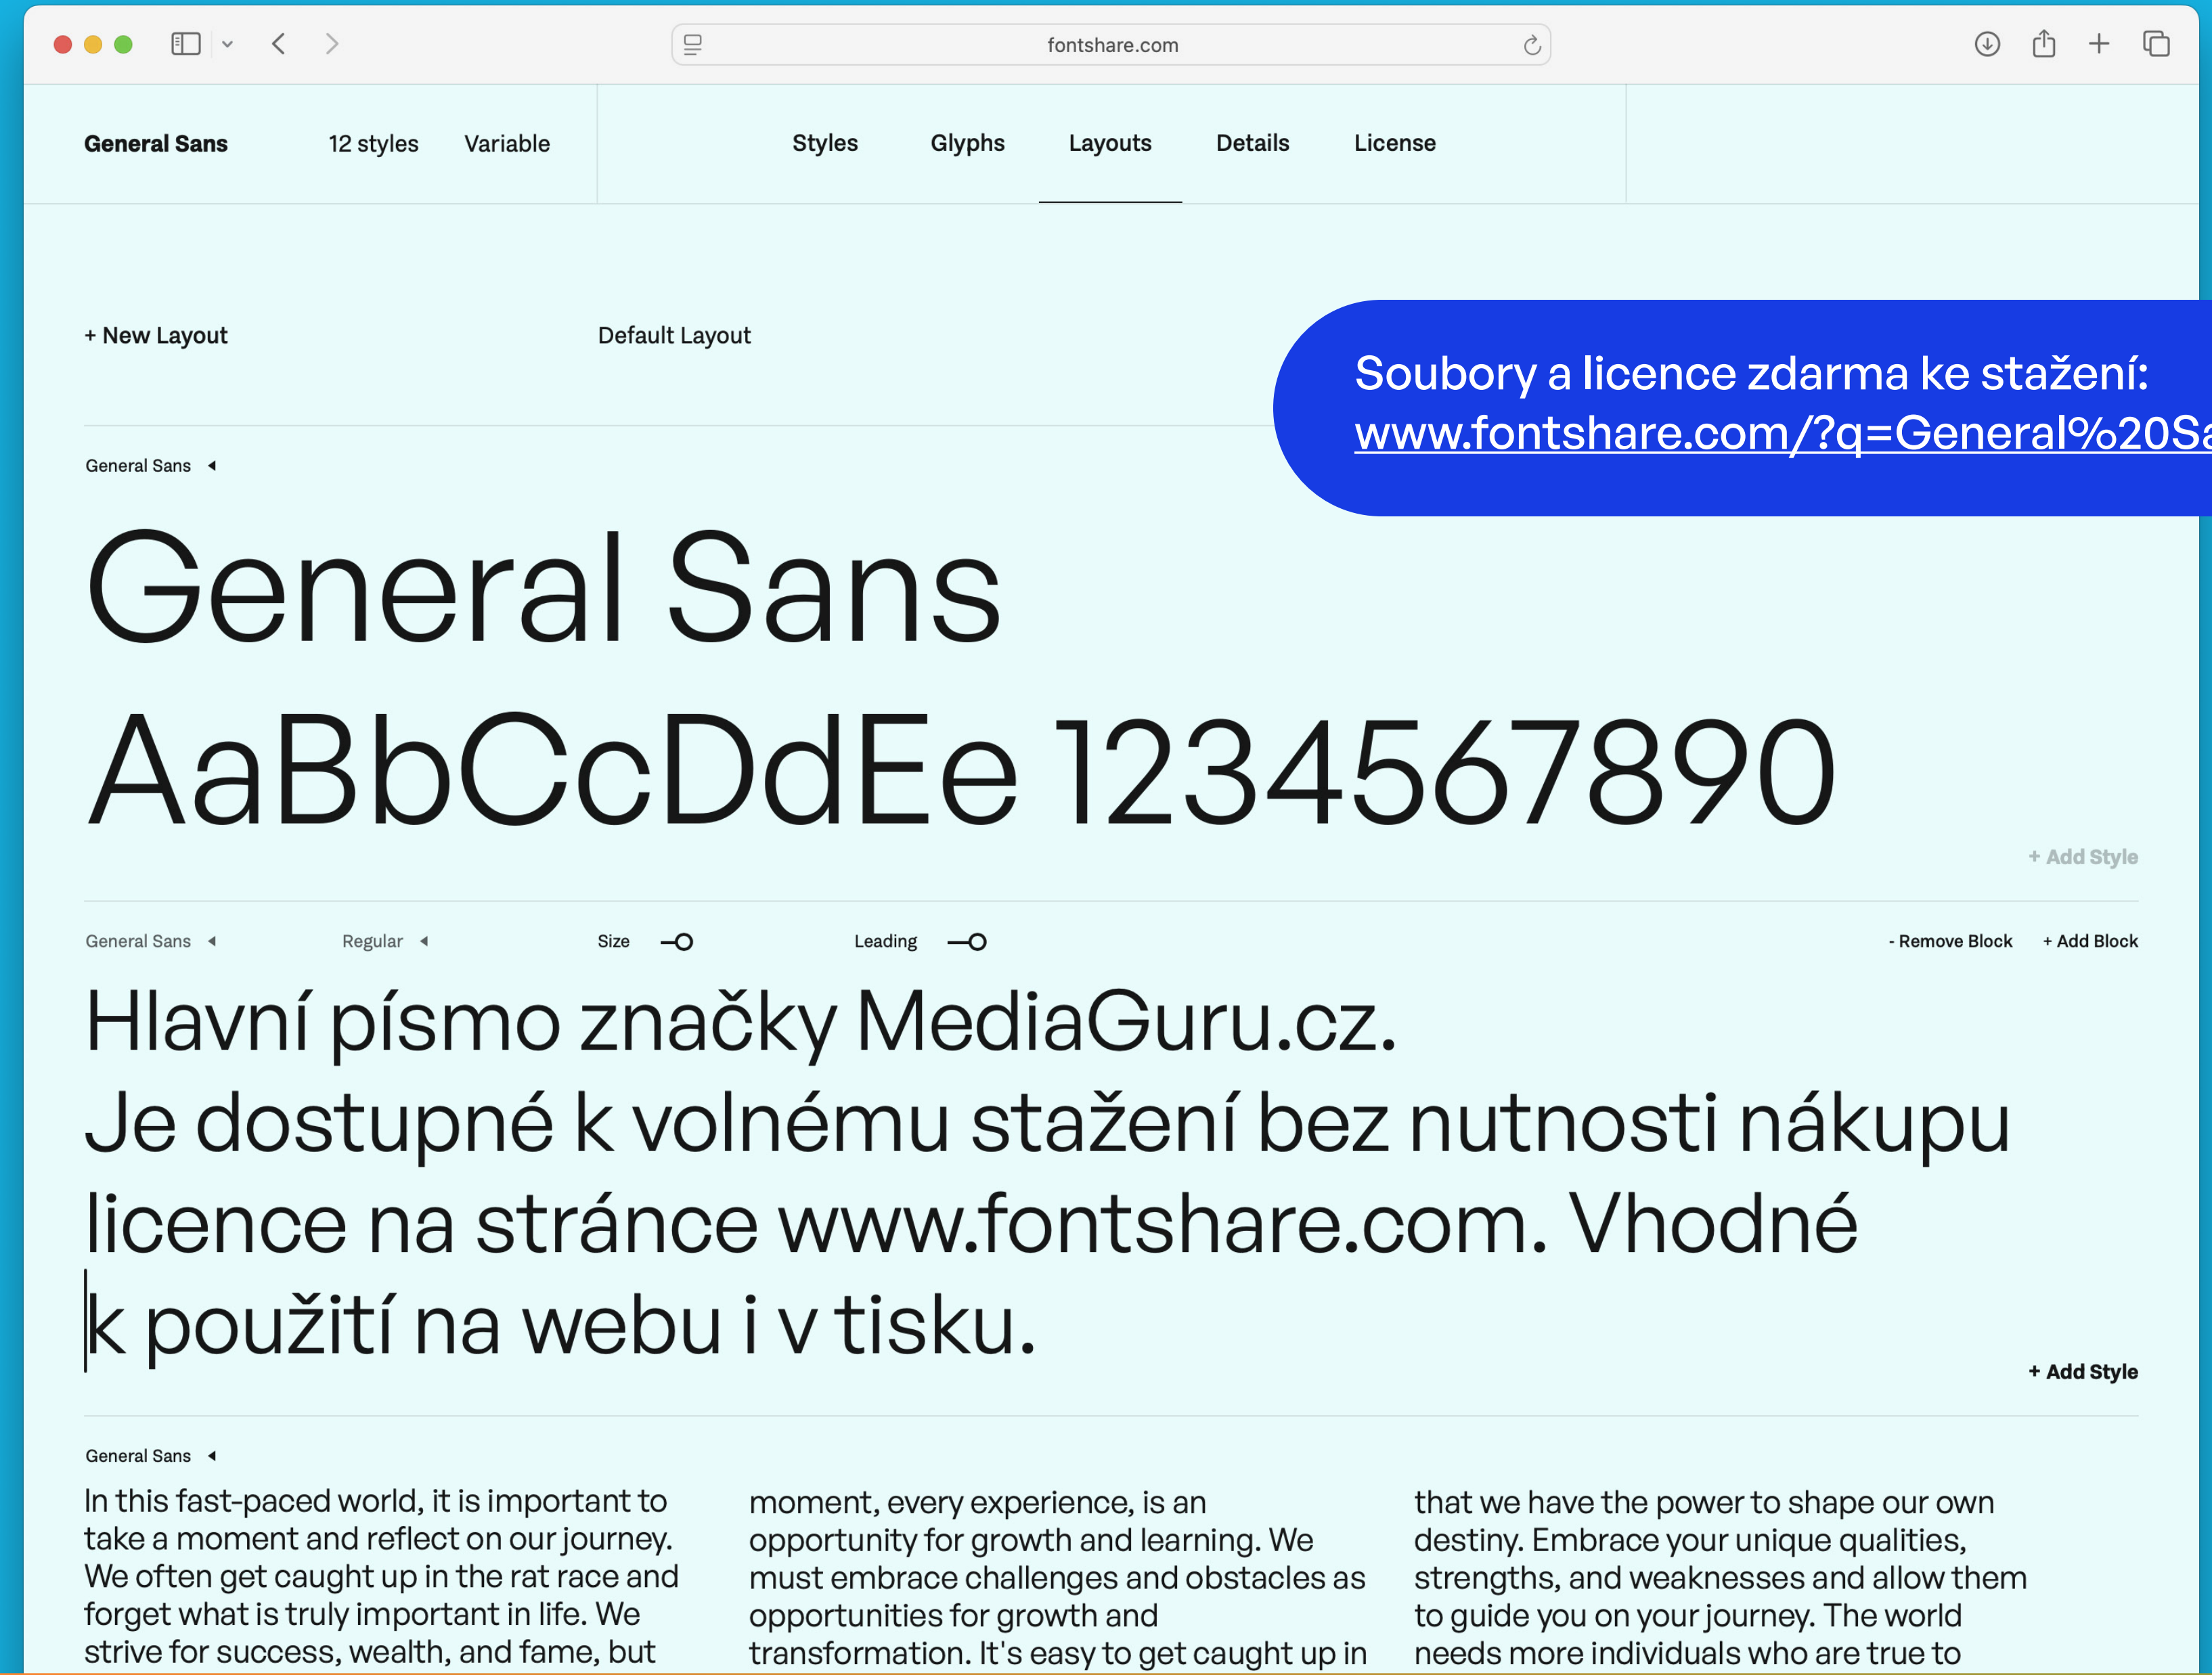 fontshare.com
General Sans 12 styles Variable Styles Glyphs Layouts Details License
+ New Layout Default Layout
Soubory a licence zdarma ke stažení:
www.fontshare.com/?q=General%20Sa
General Sans
General Sans
AaBbCcDdEe 1234567890
+ Add Style
General Sans Regular Size Leading - Remove Block + Add Block
Hlavní písmo značky MediaGuru.cz.
Je dostupné k volnému stažení bez nutnosti nákupu
licence na stránce www.fontshare.com. Vhodné
k použití na webu i v tisku.
+ Add Style
General Sans
In this fast-paced world, it is important to
take a moment and reflect on our journey.
We often get caught up in the rat race and
forget what is truly important in life. We
strive for success, wealth, and fame, but
moment, every experience, is an
opportunity for growth and learning. We
must embrace challenges and obstacles as
opportunities for growth and
transformation. It's easy to get caught up in
that we have the power to shape our own
destiny. Embrace your unique qualities,
strengths, and weaknesses and allow them
to guide you on your journey. The world
needs more individuals who are true to